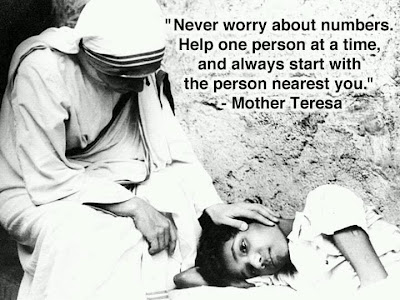 "Never worry about numbers.
Help one person at a time,
and always start with
the person nearest you."
- Mother Teresa